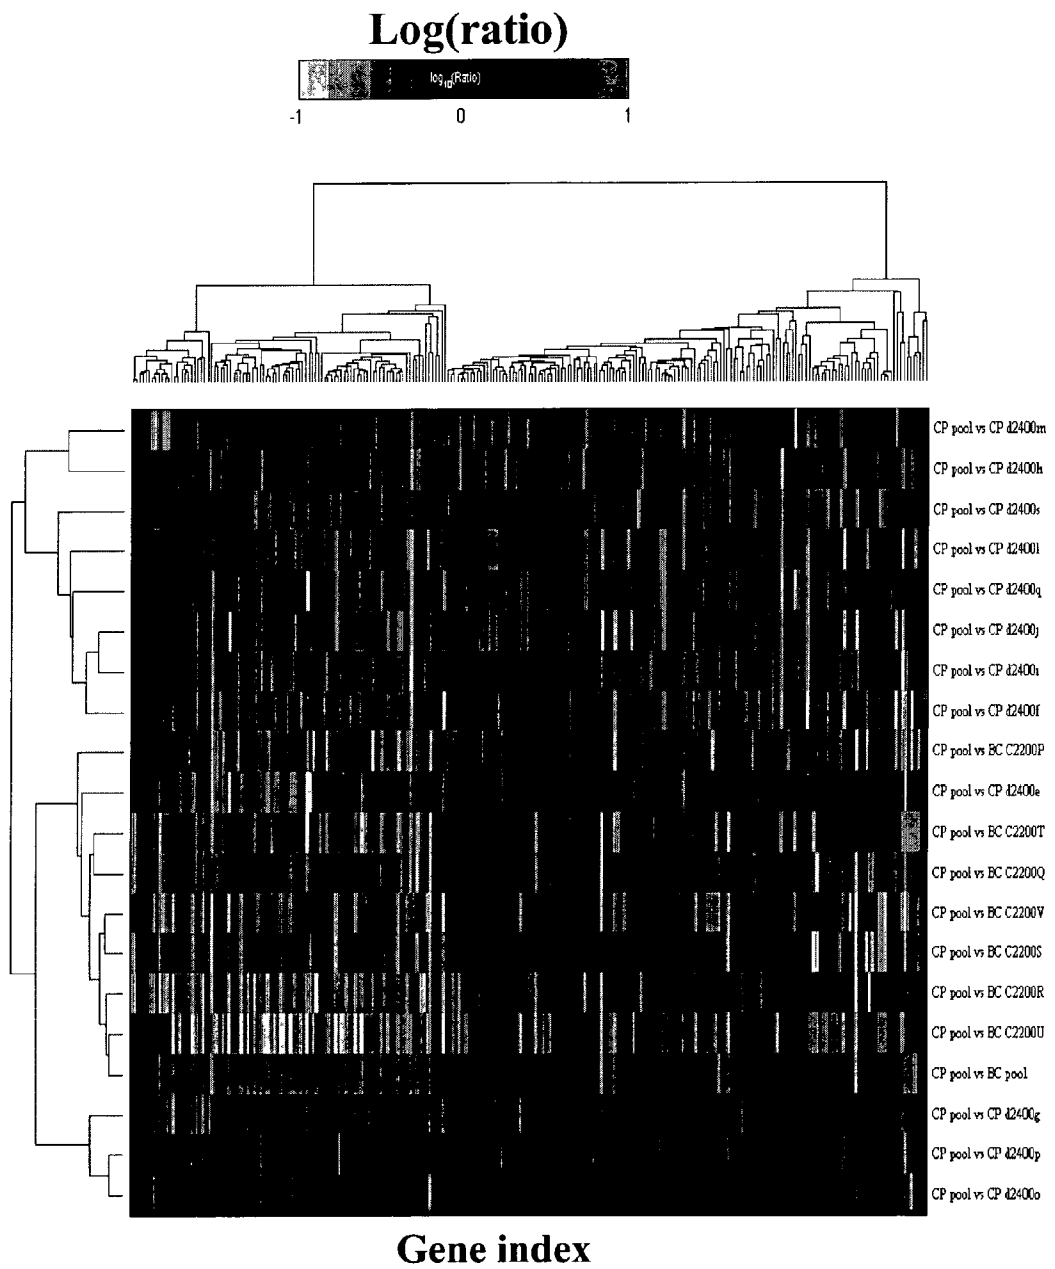 Log(ratio)
log10(Ratio)
-1 0 1
CP pool vs CP d2400m
CP pool vs CP d2400h
CP pool vs CP d2400s
CP pool vs CP d2400l
CP pool vs CP d2400q
CP pool vs CP d2400j
CP pool vs CP d2400i
CP pool vs CP d2400f
CP pool vs BC C2200P
CP pool vs CP d2400e
CP pool vs BC C2200T
CP pool vs BC C2200Q
CP pool vs BC C2200V
CP pool vs BC C2200S
CP pool vs BC C2200R
CP pool vs BC C2200U
CP pool vs BC pool
CP pool vs CP d2400g
CP pool vs CP d2400p
CP pool vs CP d2400o
Gene index